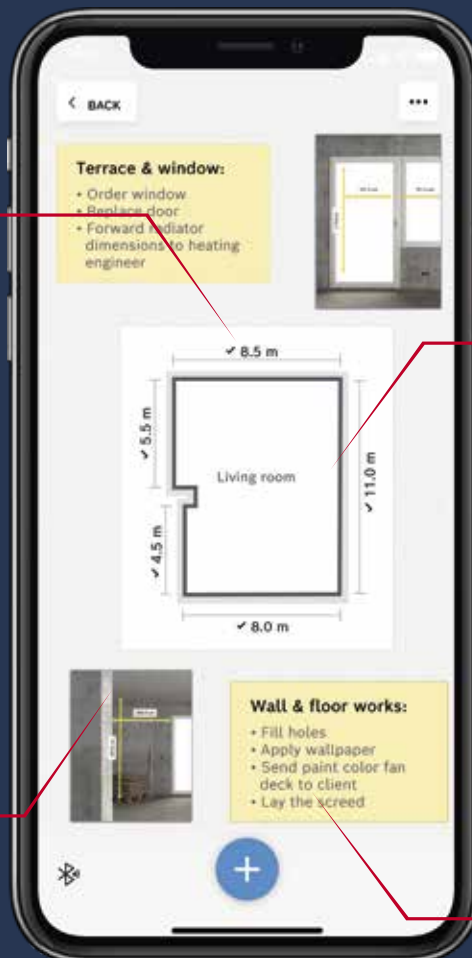 BACK
•••
Terrace & window:
• Order window
• Replace door
• Forward radiator
dimensions to heating
engineer
✓ 8.5 m
✓ 5.5 m
Living room
✓ 11.0 m
✓ 4.5 m
✓ 8.0 m
Wall & floor works:
• Fill holes
• Apply wallpaper
• Send paint color fan
deck to client
• Lay the screed
+